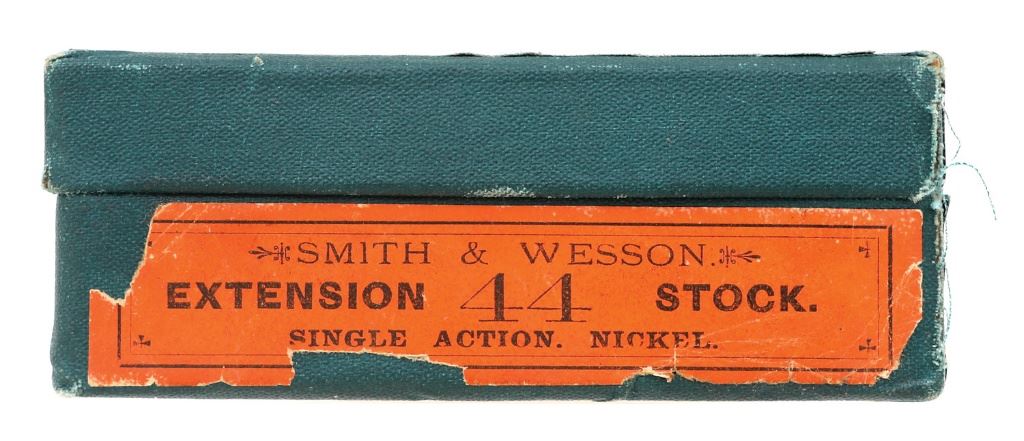 SMITH & WESSON.
EXTENSION 44 STOCK.
SINGLE ACTION. NICKEL.